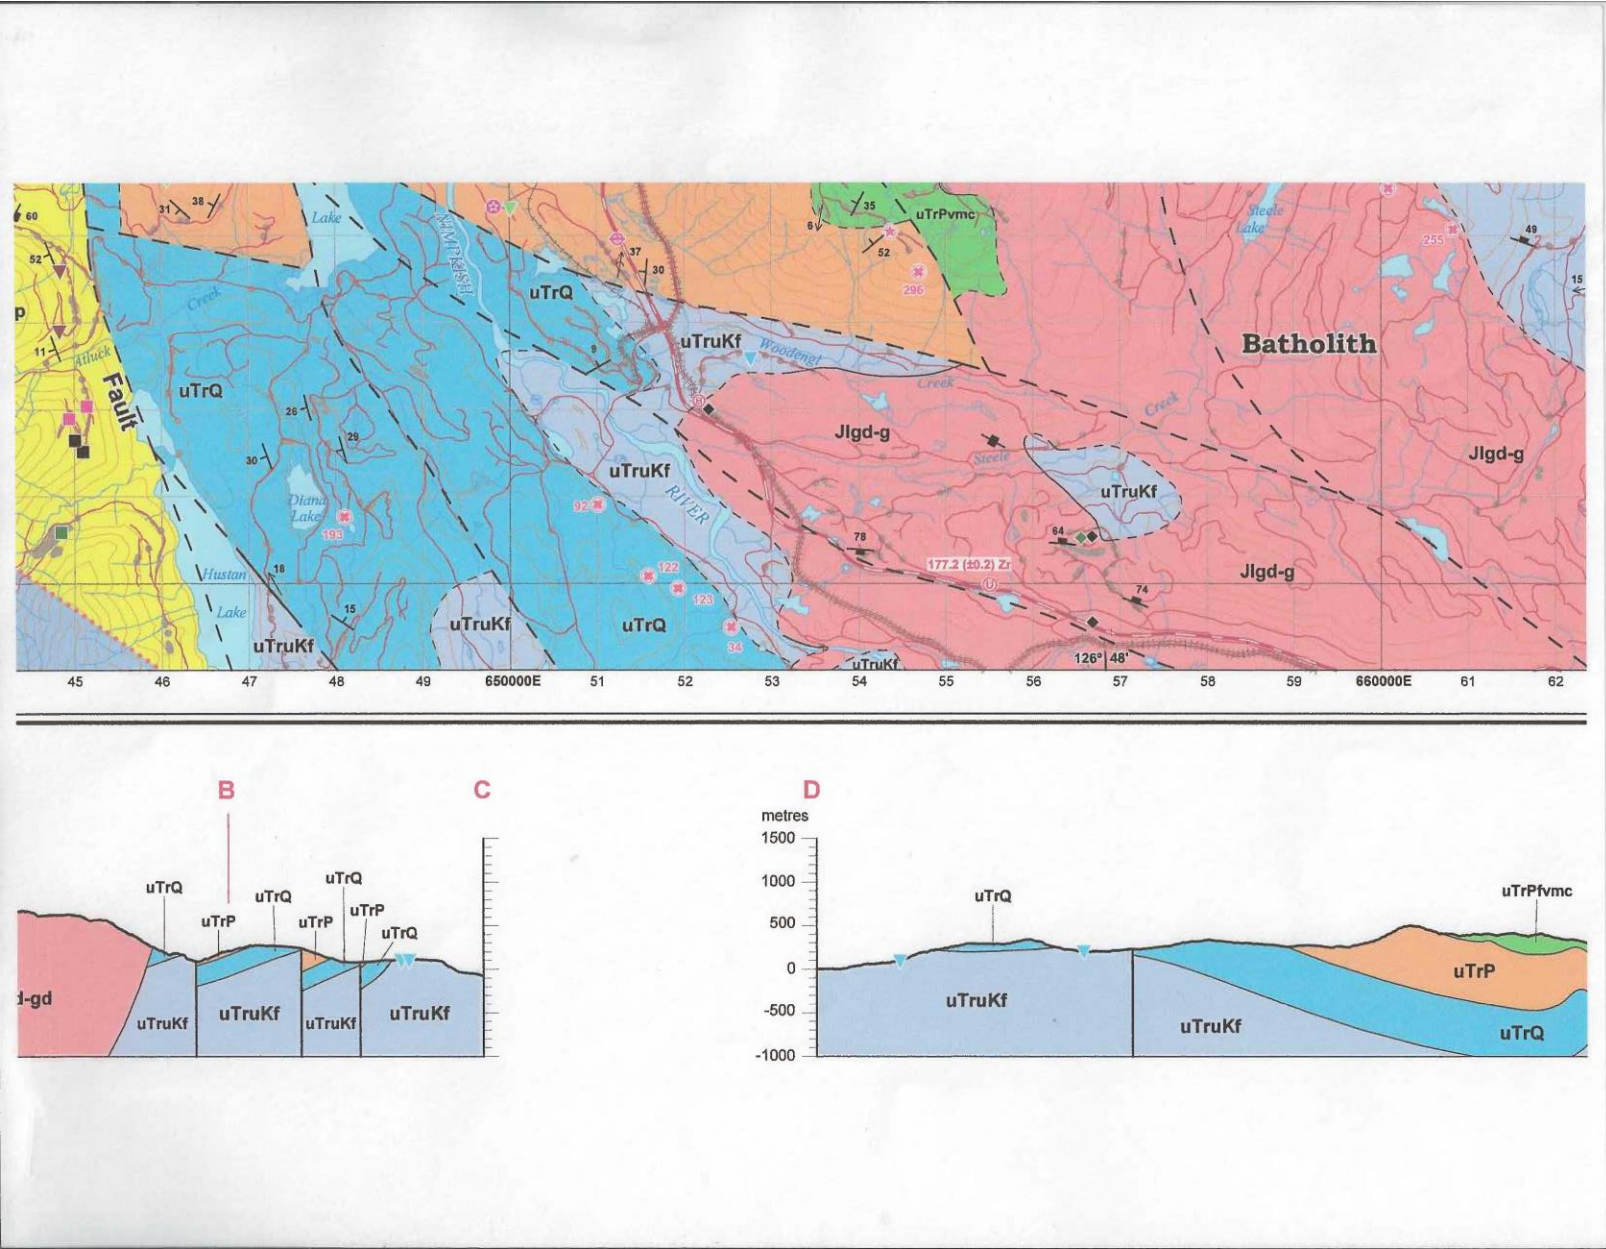 31
38
60
52
11
p
Atluck
Fault
Creek
uTrQ
Lake
NIMPKISH
37
30
uTrQ
9
6
35
uTrPvmc
52
296
uTruKf
Woodengt
Creek
Steele
Lake
255
49
15
Batholith
Creek
26
29
30
Diana
Lake
193
uTruKf
92
RIVER
Jlgd-g
Steele
uTruKf
Jlgd-g
64
78
177.2 (±0.2) Zr
U
Jlgd-g
74
H
Hustan
Lake
18
15
uTruKf
uTruKf
122
123
34
uTrQ
uTruKf
126° 48'
45 46 47 48 49 650000E 51 52 53 54 55 56 57 58 59 660000E 61 62
B C D
metres
1500
1000
500
0
-500
-1000
uTrQ
uTrP
uTrQ
uTrP
uTrQ
uTrP
uTrQ
d-gd
uTruKf
uTruKf
uTruKf
uTruKf
uTrQ
uTrPfvmc
uTruKf
uTruKf
uTrP
uTrQ